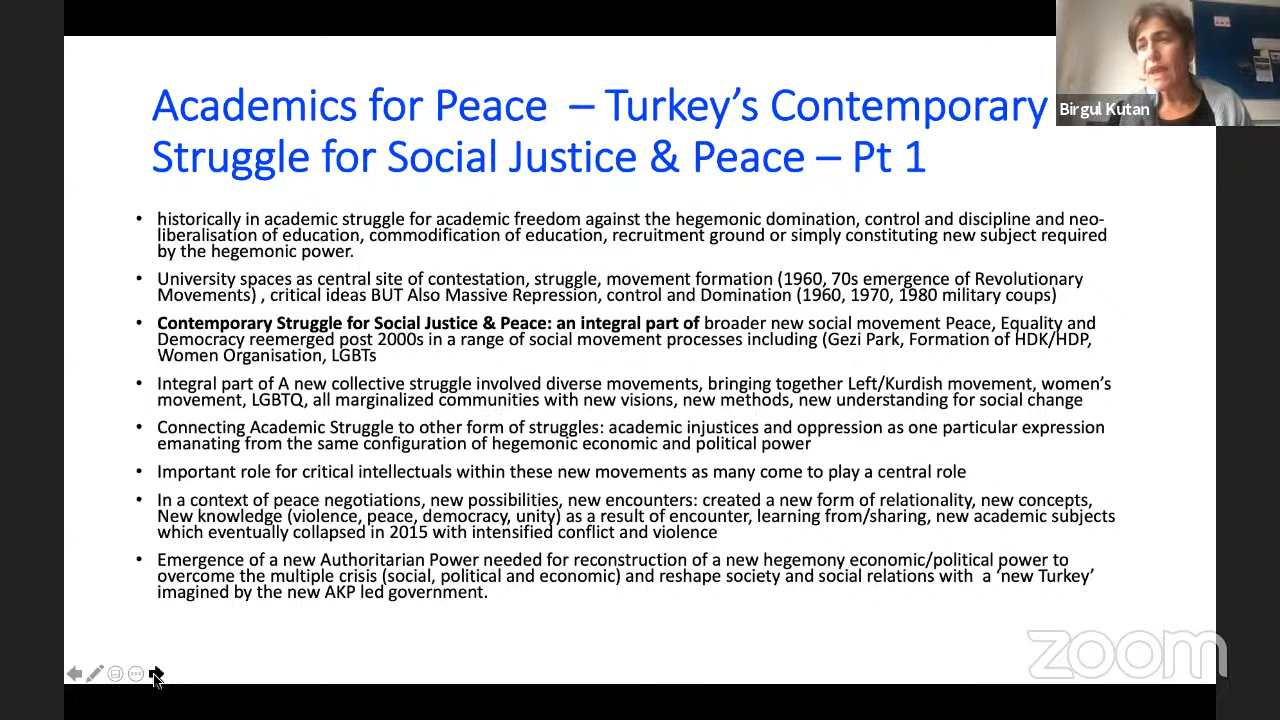 Academics for Peace – Turkey's Contemporary
Struggle for Social Justice & Peace – Pt 1
Birgul Kutan
• historically in academic struggle for academic freedom against the hegemonic domination, control and discipline and neo-
liberalisation of education, commodification of education, recruitment ground or simply constituting new subject required
by the hegemonic power.
• University spaces as central site of contestation, struggle, movement formation (1960, 70s emergence of Revolutionary
Movements) , critical ideas BUT Also Massive Repression, control and Domination (1960, 1970, 1980 military coups)
• Contemporary Struggle for Social Justice & Peace: an integral part of broader new social movement Peace, Equality and
Democracy reemerged post 2000s in a range of social movement processes including (Gezi Park, Formation of HDK/HDP,
Women Organisation, LGBTs
• Integral part of A new collective struggle involved diverse movements, bringing together Left/Kurdish movement, women's
movement, LGBTQ, all marginalized communities with new visions, new methods, new understanding for social change
• Connecting Academic Struggle to other form of struggles: academic injustices and oppression as one particular expression
emanating from the same configuration of hegemonic economic and political power
• Important role for critical intellectuals within these new movements as many come to play a central role
• In a context of peace negotiations, new possibilities, new encounters: created a new form of relationality, new concepts,
New knowledge (violence, peace, democracy, unity) as a result of encounter, learning from/sharing, new academic subjects
which eventually collapsed in 2015 with intensified conflict and violence
• Emergence of a new Authoritarian Power needed for reconstruction of a new hegemony economic/political power to
overcome the multiple crisis (social, political and economic) and reshape society and social relations with a 'new Turkey'
imagined by the new AKP led government.
zoom